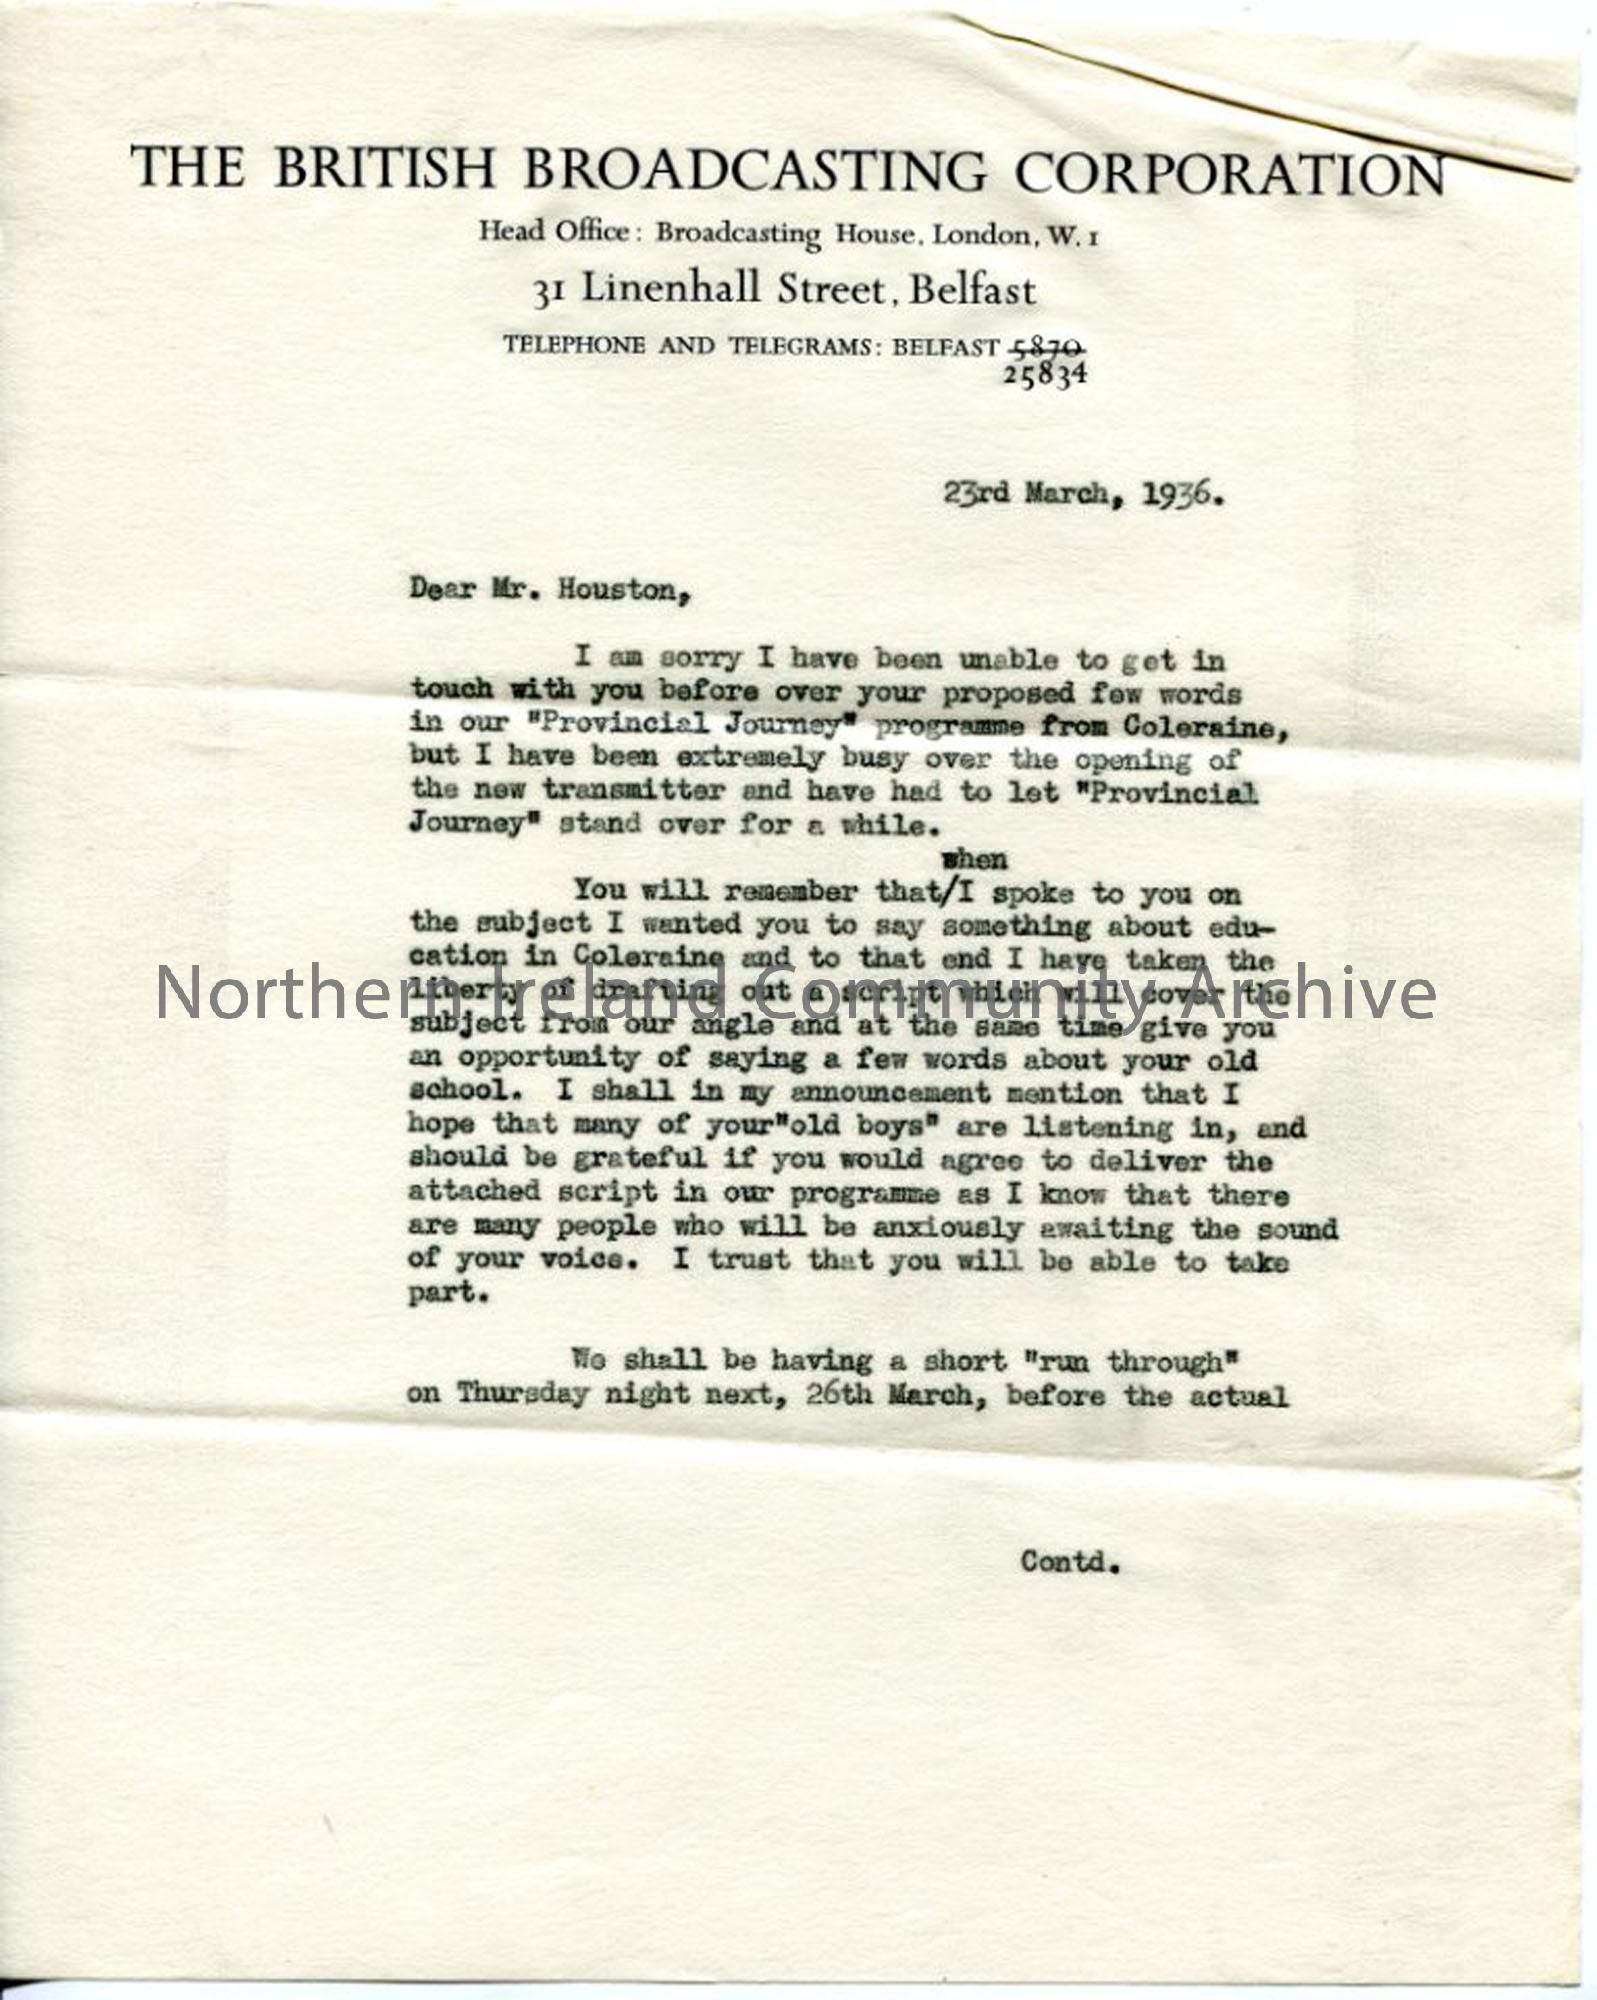 THE BRITISH BROADCASTING CORPORATION
Head Office: Broadcasting House, London, W. 1
31 Linenhall Street, Belfast
TELEPHONE AND TELEGRAMS: BELFAST 5870
25834
23rd March, 1936.
Dear Mr. Houston,
I am sorry I have been unable to get in
touch with you before over your proposed few words
in our "Provincial Journey" programme from Coleraine,
but I have been extremely busy over the opening of
the new transmitter and have had to let "Provincial
Journey" stand over for a while.
when
You will remember that/I spoke to you on
the subject I wanted you to say something about edu-
cation in Coleraine and to that end I have taken the
liberty of drafting out a script which will cover the
Northern Ireland Community Archive
subject from our angle and at the same time give you
an opportunity of saying a few words about your old
school. I shall in my announcement mention that I
hope that many of your"old boys" are listening in, and
should be grateful if you would agree to deliver the
attached script in our programme as I know that there
are many people who will be anxiously awaiting the sound
of your voice. I trust that you will be able to take
part.
We shall be having a short "run through"
on Thursday night next, 26th March, before the actual
Contd.